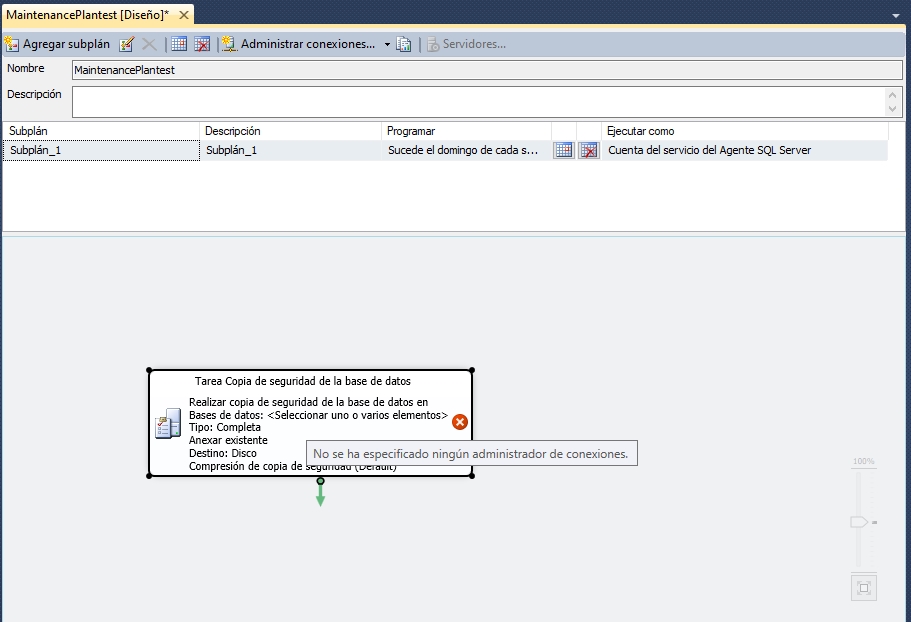 MaintenancePlantest [Diseño]*
Agregar subplán
Administrar conexiones...
Servidores...
Nombre
MaintenancePlantest
Descripción
Subplán Descripción Programar Ejecutar como
Subplán_1 Subplán_1 Sucede el domingo de cada s... Cuenta del servicio del Agente SQL Server
Tarea Copia de seguridad de la base de datos
Realizar copia de seguridad de la base de datos en
Bases de datos: <Seleccionar uno o varios elementos>
Tipo: Completa
Anexar existente
Destino: Disco
Compresión de copia de seguridad (Default)
No se ha especificado ningún administrador de conexiones.
100%